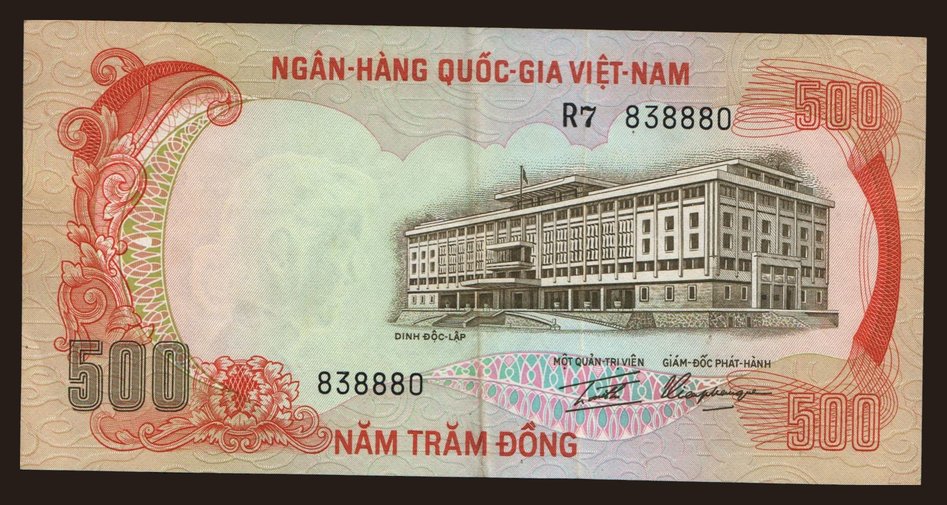 NGÂN-HÀNG QUỐC-GIA VIỆT-NAM
500
R7 838880
DINH ĐỘC-LẬP
MỘT QUẢN-TRỊ VIÊN GIÁM-ĐỐC PHÁT-HÀNH
500
838880
500
NĂM TRĂM ĐỒNG